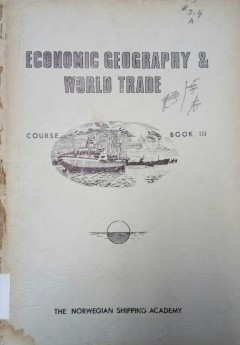 ECONOMIC GEOGRAPHY &
WORLD TRADE
COURSE BOOK III
THE NORWEGIAN SHIPPING ACADEMY